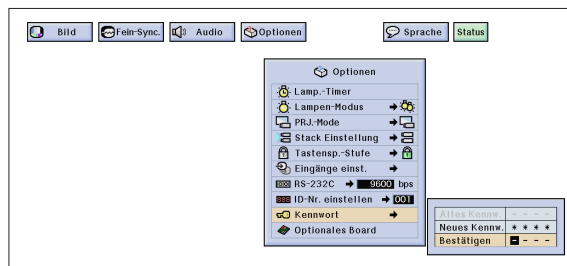 Bild Fein-Sync. Audio Optionen Sprache Status
Optionen
Lamp.-Timer
Lampen-Modus
PRJ.-Mode
Stack Einstellung
Tastensp.-Stufe
Eingänge einst.
RS-232C 9600 bps
ID-Nr. einstellen 001
Kennwort
Optionales Board
Altes Kennw. - - - -
Neues Kennw. * * * *
Bestätigen - - - -